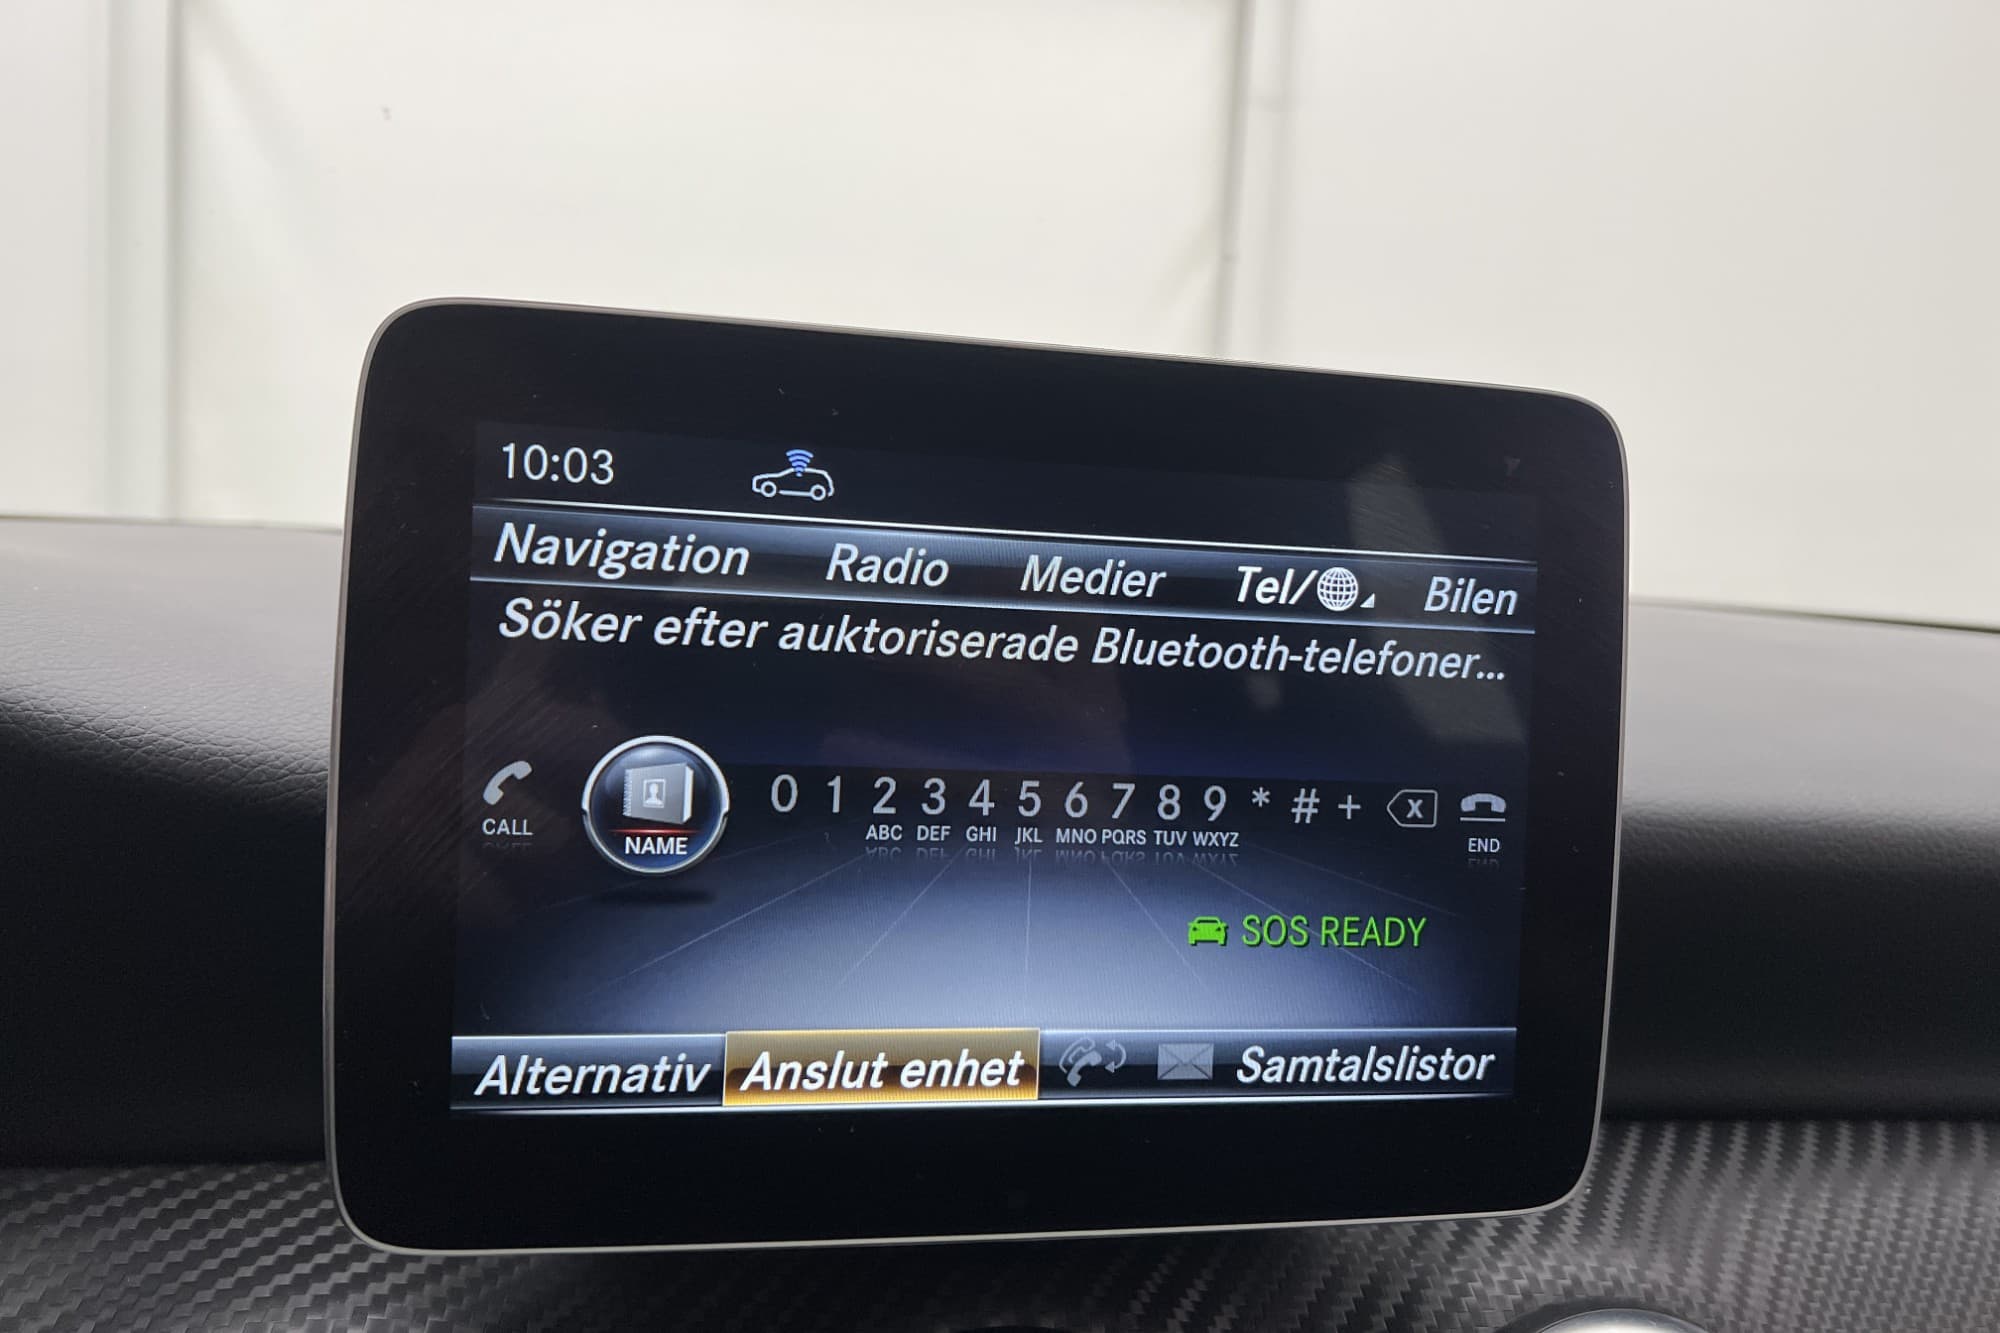 10:03
Navigation Radio Medier Tel/ Bilen
Söker efter auktoriserade Bluetooth-telefoner...
0 1 2 3 4 5 6 7 8 9 * # + X
CALL NAME ABC DEF GHI JKL MNO PQRS TUV WXYZ END
SOS READY
Alternativ Anslut enhet Samtalslistor